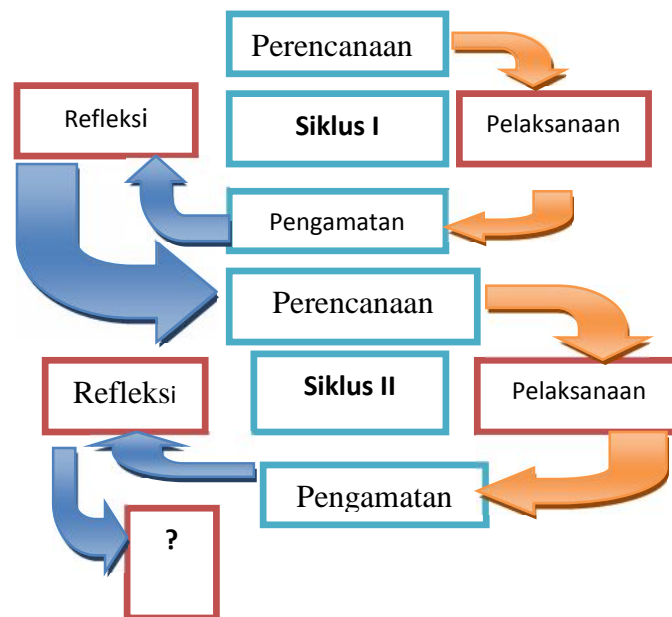 Perencanaan
Refleksi
Siklus I
Pelaksanaan
Pengamatan
Perencanaan
Refleksi
Siklus II
Pelaksanaan
Pengamatan
?